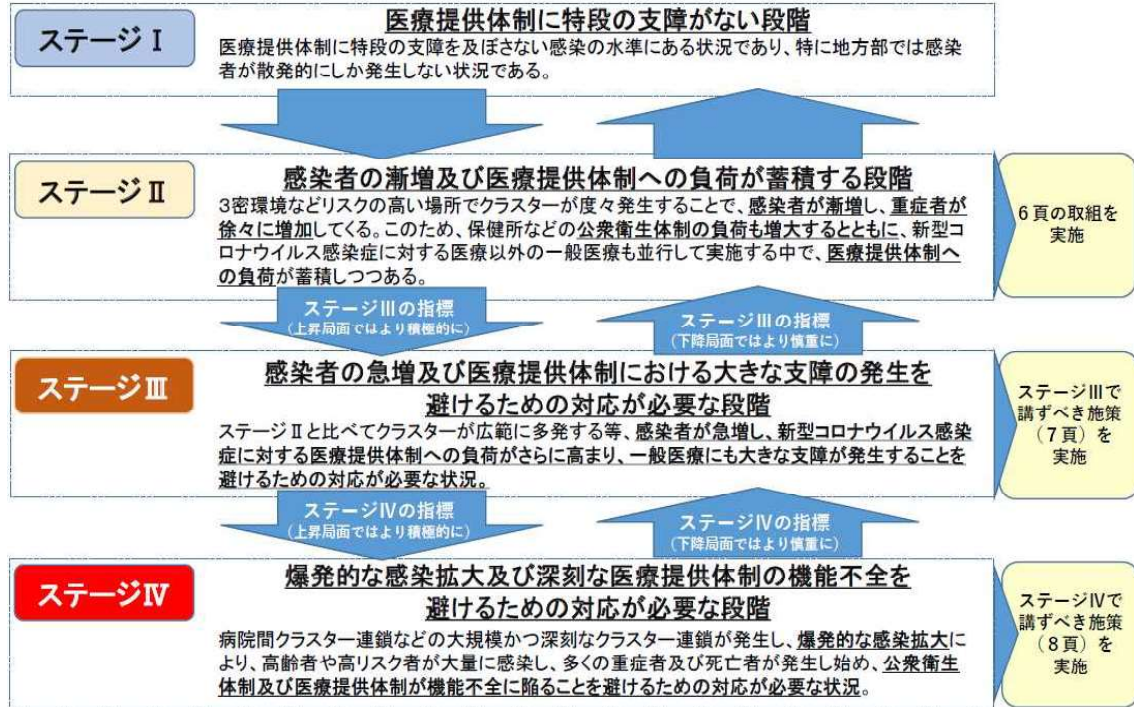 ステージⅠ
医療提供体制に特段の支障がない段階
医療提供体制に特段の支障を及ぼさない感染の水準にある状況であり、特に地方部では感染
者が散発的にしか発生しない状況である。
ステージⅡ
感染者の漸増及び医療提供体制への負荷が蓄積する段階
3密環境などリスクの高い場所でクラスターが度々発生することで、感染者が漸増し、重症者が
徐々に増加してくる。このため、保健所などの公衆衛生体制の負荷も増大するとともに、新型コ
ロナウイルス感染症に対する医療以外の一般医療も並行して実施する中で、医療提供体制へ
の負荷が蓄積しつつある。
6頁の取組を
実施
ステージⅢの指標
(上昇局面ではより積極的に)
ステージⅢの指標
(下降局面ではより慎重に)
ステージⅢ
感染者の急増及び医療提供体制における大きな支障の発生を
避けるための対応が必要な段階
ステージⅡと比べてクラスターが広範に多発する等、感染者が急増し、新型コロナウイルス感染
症に対する医療提供体制への負荷がさらに高まり、一般医療にも大きな支障が発生することを
避けるための対応が必要な状況。
ステージⅢで
講ずべき施策
(7頁)を
実施
ステージⅣの指標
(上昇局面ではより積極的に)
ステージⅣの指標
(下降局面ではより慎重に)
ステージⅣ
爆発的な感染拡大及び深刻な医療提供体制の機能不全を
避けるための対応が必要な段階
病院間クラスター連鎖などの大規模かつ深刻なクラスター連鎖が発生し、爆発的な感染拡大に
より、高齢者や高リスク者が大量に感染し、多くの重症者及び死亡者が発生し始め、公衆衛生
体制及び医療提供体制が機能不全に陥ることを避けるための対応が必要な状況。
ステージⅣで
講ずべき施策
(8頁)を
実施